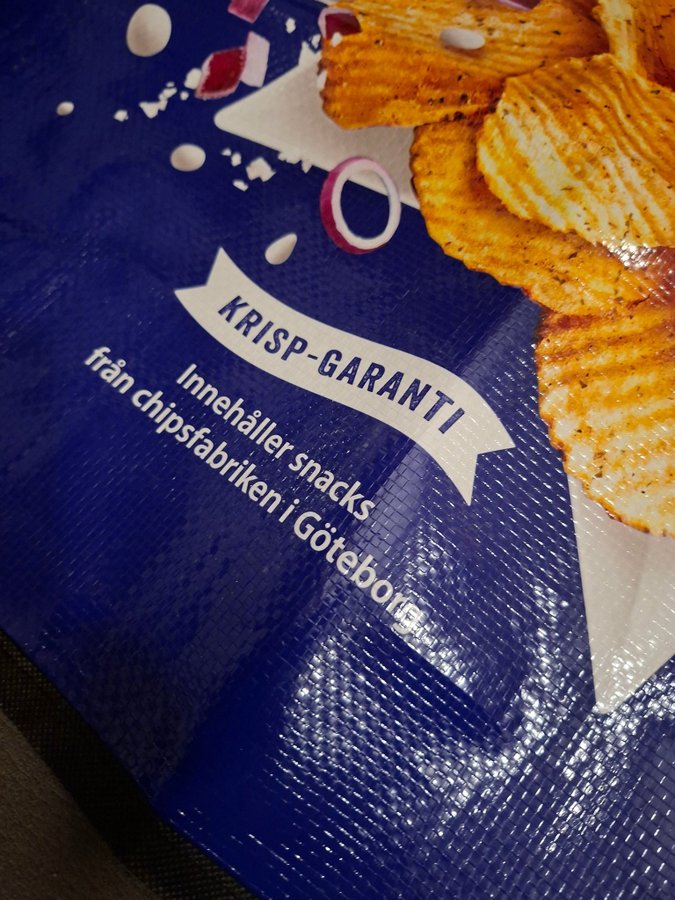 KRISP-GARANTI
Innehåller snacks
från chipsfabriken i Göteborg